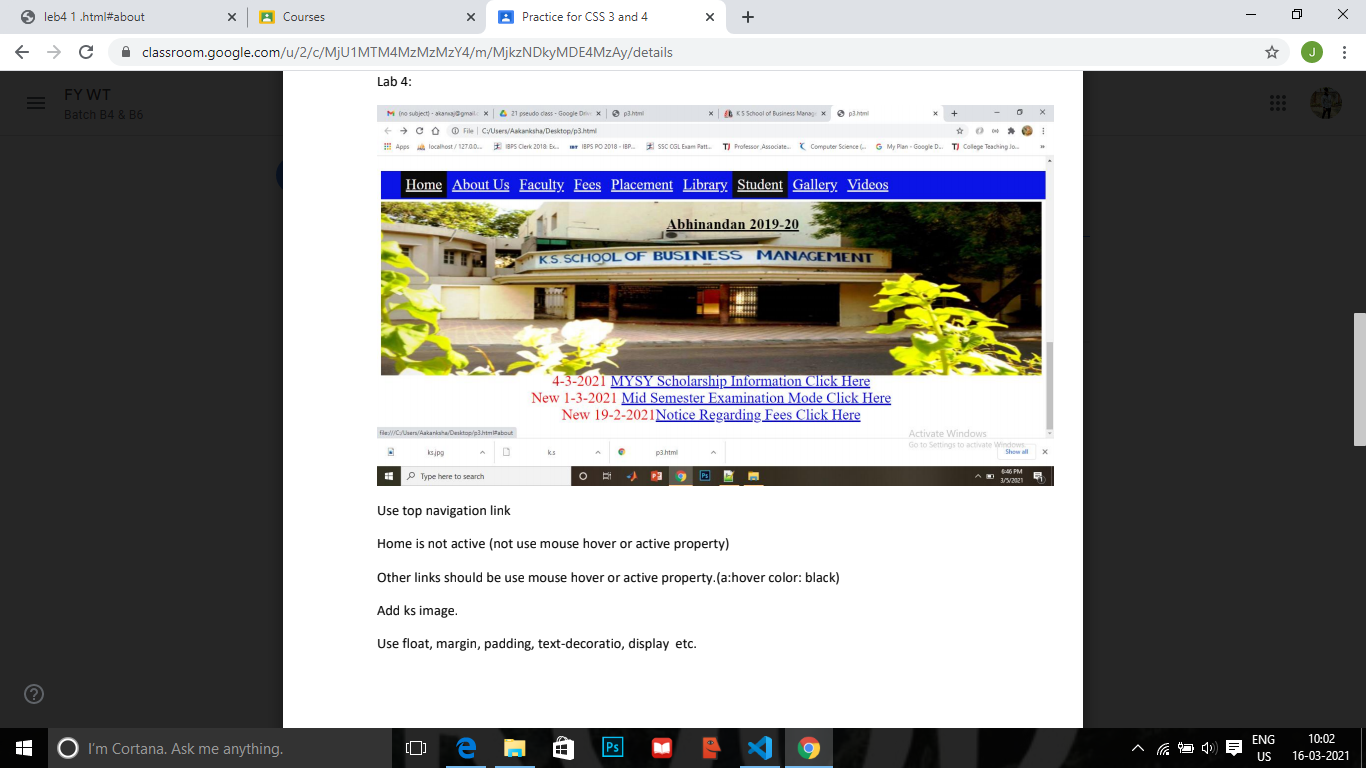 leb4 1 .html#about
Courses
Practice for CSS 3 and 4
classroom.google.com/u/2/c/MjU1MTM4MzMzMzY4/m/MjkzNDkyMDE4MzAy/details
J
FY WT
Batch B4 & B6
Lab 4:
(no subject) - akanxaj@gmail.c
21 pseudo class - Google Driv
p3.html
K S School of Business Manag
p3.html
File | C:/Users/Aakanksha/Desktop/p3.html
Apps
localhost / 127.0.0...
IBPS Clerk 2018: Ex...
IBPS PO 2018 - IBP...
SSC CGL Exam Patt...
Professor ,Associate...
Computer Science (...
My Plan - Google D...
College Teaching Jo...
Home About Us Faculty Fees Placement Library Student Gallery Videos
Abhinandan 2019-20
K.S. SCHOOL OF BUSINESS MANAGEMENT
4-3-2021 MYSY Scholarship Information Click Here
New 1-3-2021 Mid Semester Examination Mode Click Here
New 19-2-2021Notice Regarding Fees Click Here
file:///C:/Users/Aakanksha/Desktop/p3.html#about
Activate Windows
Go to Settings to activate Windows.
ks.jpg
k.s
p3.html
Show all
Type here to search
6:46 PM
3/5/2021
Use top navigation link
Home is not active (not use mouse hover or active property)
Other links should be use mouse hover or active property.(a:hover color: black)
Add ks image.
Use float, margin, padding, text-decoratio, display etc.
I'm Cortana. Ask me anything.
Ps
ENG
US
10:02
16-03-2021